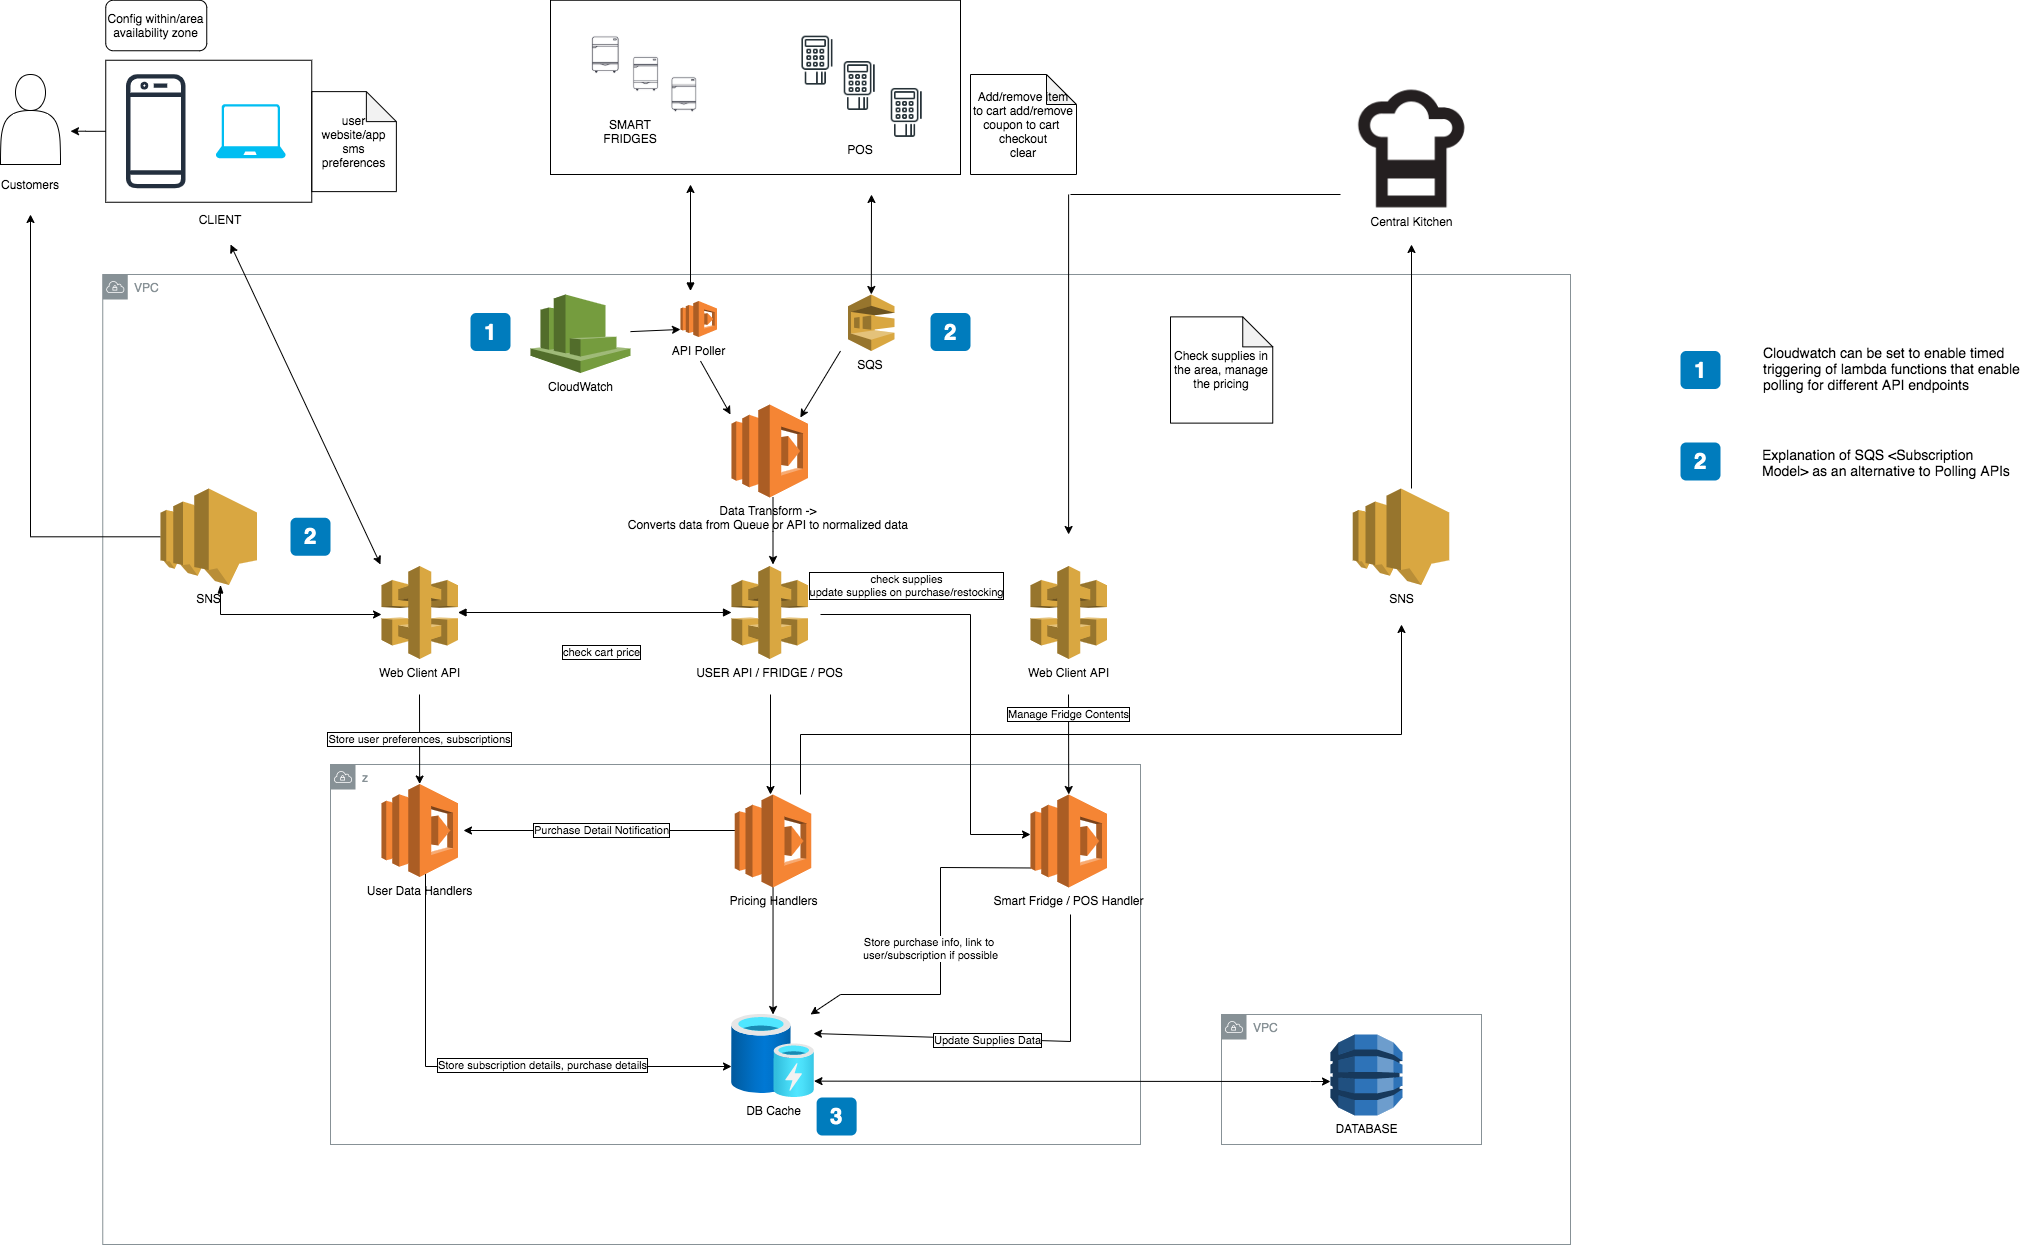 Config within/area
availability zone
user
website/app
sms
preferences
Customers
CLIENT
SMART
FRIDGES
POS
Add/remove item
to cart add/remove
coupon to cart
checkout
clear
Central Kitchen
VPC
1
CloudWatch
API Poller
SQS
2
Check supplies in
the area, manage
the pricing
1
Cloudwatch can be set to enable timed
triggering of lambda functions that enable
polling for different API endpoints
2
Explanation of SQS <Subscription
Model> as an alternative to Polling APIs
Data Transform ->
Converts data from Queue or API to normalized data
2
SNS
SNS
check supplies
update supplies on purchase/restocking
check cart price
Web Client API
USER API / FRIDGE / POS
Web Client API
Manage Fridge Contents
Store user preferences, subscriptions
z
Purchase Detail Notification
User Data Handlers
Pricing Handlers
Smart Fridge / POS Handler
Store purchase info, link to
user/subscription if possible
Update Supplies Data
Store subscription details, purchase details
DB Cache
3
VPC
DATABASE